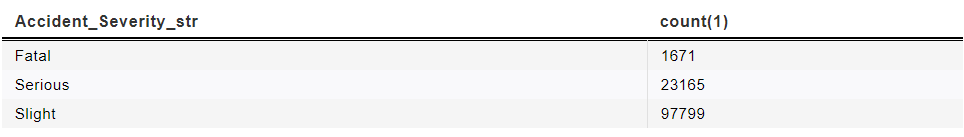 Accident_Severity_str count(1)
Fatal 1671
Serious 23165
Slight 97799